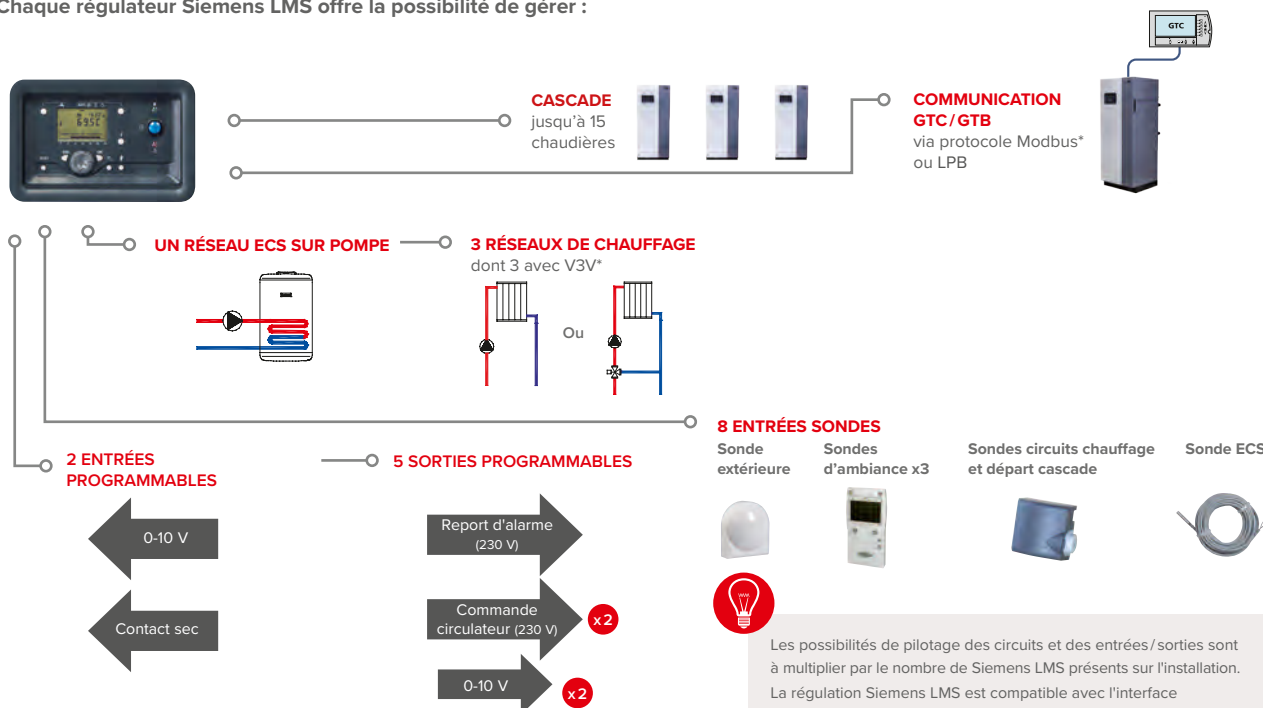 Chaque régulateur Siemens LMS offre la possibilité de gérer :
GTC
CASCADE
jusqu'à 15
chaudières
COMMUNICATION
GTC / GTB
via protocole Modbus*
ou LPB
UN RÉSEAU ECS SUR POMPE
3 RÉSEAUX DE CHAUFFAGE
dont 3 avec V3V*
Ou
8 ENTRÉES SONDES
Sonde
extérieure
Sondes
d'ambiance x3
Sondes circuits chauffage
et départ cascade
Sonde ECS
2 ENTRÉES
PROGRAMMABLES
0-10 V
Contact sec
5 SORTIES PROGRAMMABLES
Report d'alarme
(230 V)
Commande
circulateur (230 V)
x 2
0-10 V
x 2
Les possibilités de pilotage des circuits et des entrées / sorties sont
à multiplier par le nombre de Siemens LMS présents sur l'installation.
La régulation Siemens LMS est compatible avec l'interface